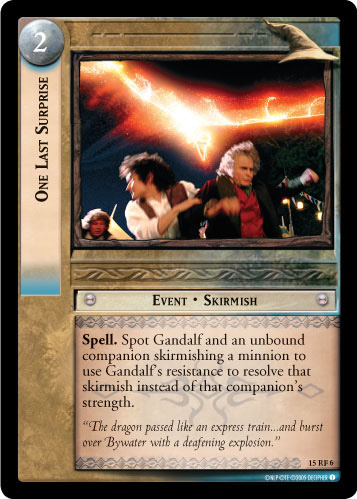 2
One Last Surprise
Event • Skirmish
Spell. Spot Gandalf and an unbound
companion skirmishing a minnion to
use Gandalf's resistance to resolve that
skirmish instead of that companion's
strength.
"The dragon passed like an express train...and burst
over Bywater with a deafening explosion."
15 RF 6